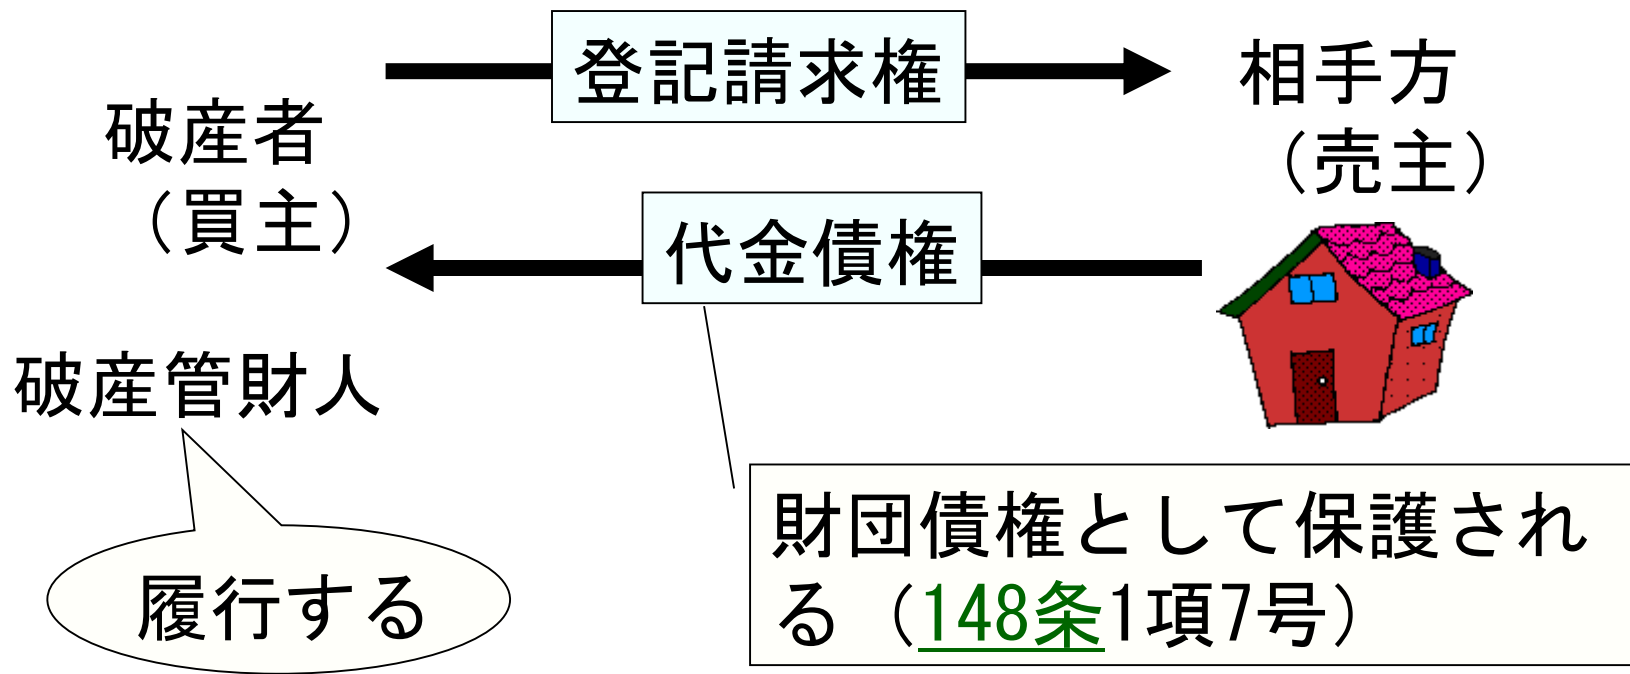 登記請求権
相手方
（売主）
破産者
（買主）
代金債権
破産管財人
履行する
財団債権として保護され
る（148条1項7号）